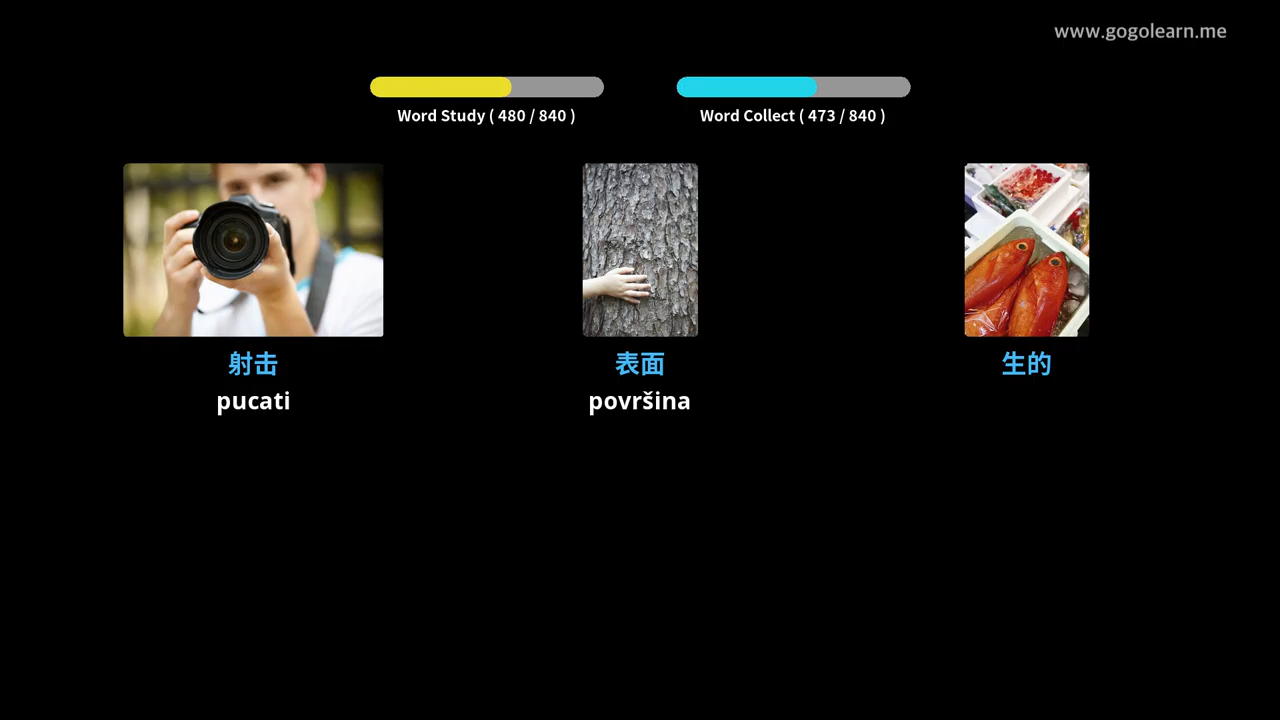 www.gogolearn.me
Word Study ( 480 / 840 )
Word Collect ( 473 / 840 )
射击
表面
生的
pucati
površina